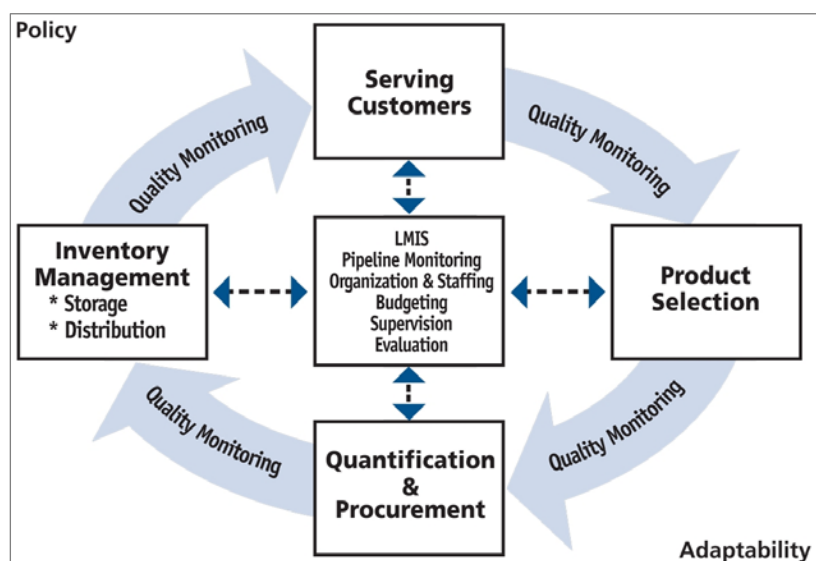 Policy
Serving
Customers
Quality Monitoring
Quality Monitoring
Inventory
Management
* Storage
* Distribution
LMIS
Pipeline Monitoring
Organization & Staffing
Budgeting
Supervision
Evaluation
Product
Selection
Quality Monitoring
Quality Monitoring
Quantification
&
Procurement
Adaptability